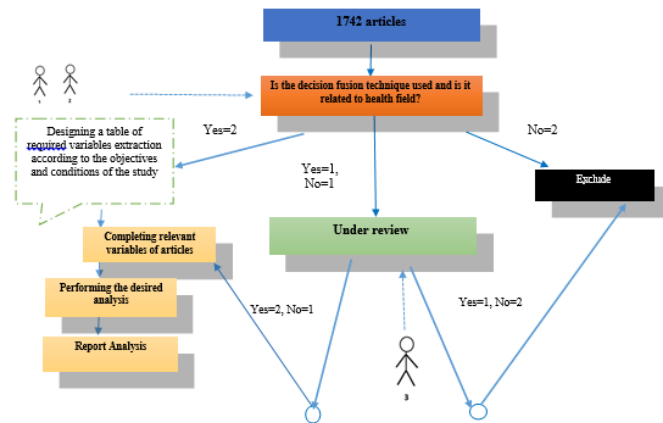 1742 articles
Is the decision fusion technique used and is it
related to health field?
1
2
Yes=2
No=2
Designing a table of
required variables extraction
according to the objectives
and conditions of the study
Yes=1,
No=1
Exclude
Completing relevant
variables of articles
Under review
Performing the desired
analysis
Yes=2, No=1
Yes=1, No=2
Report Analysis
3